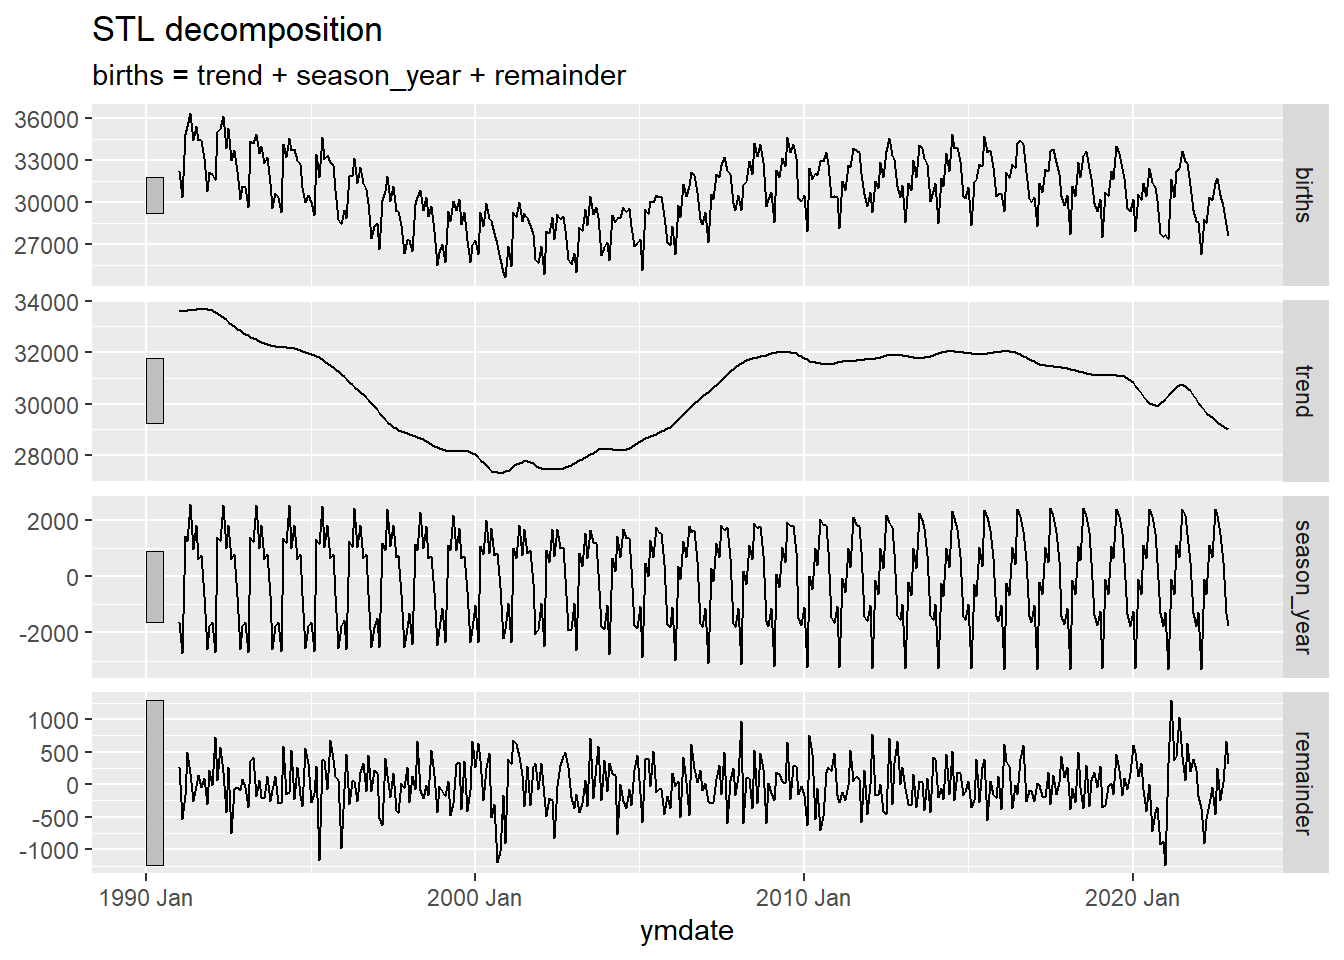 STL decomposition
births = trend + season_year + remainder
36000
33000
30000
27000
births
34000
32000
30000
28000
trend
2000
0
-2000
season_year
1000
500
0
-500
-1000
remainder
1990 Jan
2000 Jan
2010 Jan
2020 Jan
ymdate